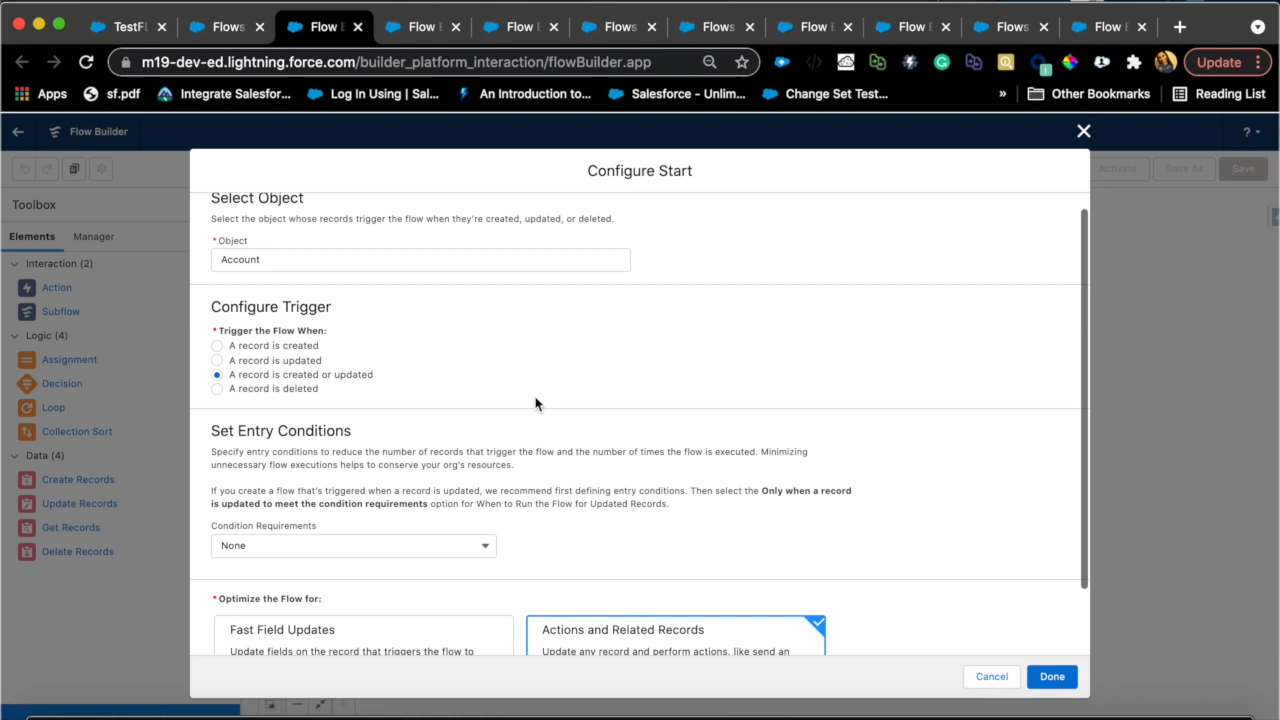 TestFl
Flows
Flow E
Flow E
Flow E
Flows
Flows
Flow E
Flow E
Flows
Flow E
m19-dev-ed.lightning.force.com/builder_platform_interaction/flowBuilder.app
Update
Apps
sf.pdf
Integrate Salesfor...
Log In Using | Sal...
An Introduction to...
Salesforce - Unlim...
Change Set Test...
»
Other Bookmarks
Reading List
Flow Builder
?
Activate
Save As
Save
Toolbox
Elements
Manager
Interaction (2)
Action
Subflow
Logic (4)
Assignment
Decision
Loop
Collection Sort
Data (4)
Create Records
Update Records
Get Records
Delete Records
Configure Start
Select Object
Select the object whose records trigger the flow when they're created, updated, or deleted.
*Object
Account
Configure Trigger
*Trigger the Flow When:
A record is created
A record is updated
A record is created or updated
A record is deleted
Set Entry Conditions
Specify entry conditions to reduce the number of records that trigger the flow and the number of times the flow is executed. Minimizing
unnecessary flow executions helps to conserve your org's resources.
If you create a flow that's triggered when a record is updated, we recommend first defining entry conditions. Then select the Only when a record
is updated to meet the condition requirements option for When to Run the Flow for Updated Records.
Condition Requirements
None
*Optimize the Flow for:
Fast Field Updates
Update fields on the record that triggers the flow to
Actions and Related Records
Update any record and perform actions, like send an
Cancel
Done